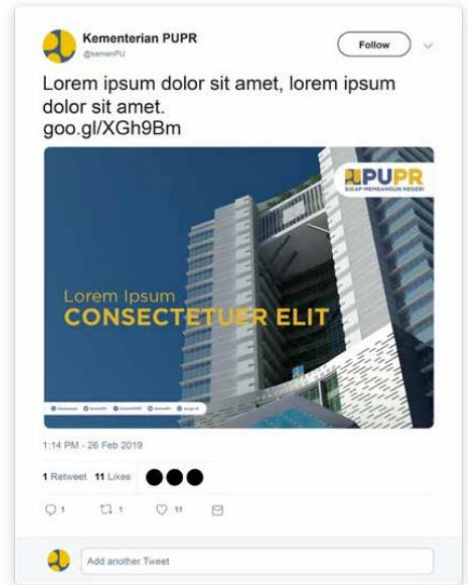 Kementerian PUPR
@kemenPU
Follow
Lorem ipsum dolor sit amet, lorem ipsum
dolor sit amet.
goo.gl/XGh9Bm
PUPR
SIGAP MEMBANGUN NEGERI
Lorem Ipsum
CONSECTETUER ELIT
1:14 PM - 26 Feb 2019
1 Retweet 11 Likes
1 1 11
Add another Tweet